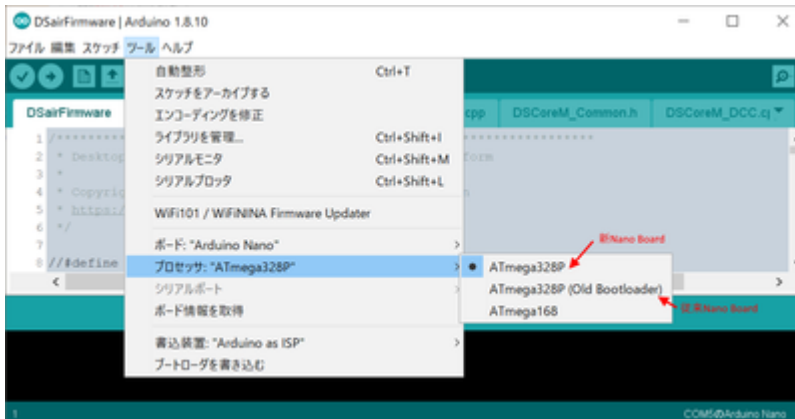 DSairFirmware | Arduino 1.8.10
ファイル 編集 スケッチ ツール ヘルプ
DSairFirmware
cpp
DSCoreM_Common.h
DSCoreM_DCC.c
自動整形 Ctrl+T
スケッチをアーカイブする
エンコーディングを修正
ライブラリを管理... Ctrl+Shift+I
シリアルモニタ Ctrl+Shift+M
シリアルプロッタ Ctrl+Shift+L
WiFi101 / WiFiNINA Firmware Updater
ボード: "Arduino Nano"
プロセッサ: "ATmega328P"
シリアルポート
ボード情報を取得
書込装置: "Arduino as ISP"
ブートローダを書き込む
新Nano Board
ATmega328P
ATmega328P (Old Bootloader)
ATmega168
従来Nano Board
1 /*********
2 * Desktop
form
3 *
4 * Copyrig
5 * https:/
6 */
7
8 //#define
1
COM5のArduino Nano